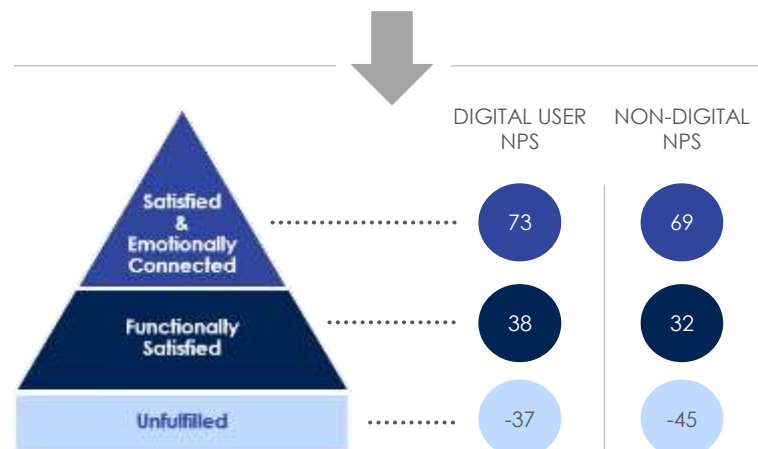 DIGITAL USER
NPS
NON-DIGITAL
NPS
Satisfied
&
Emotionally
Connected
73
69
Functionally
Satisfied
38
32
Unfulfilled
-37
-45